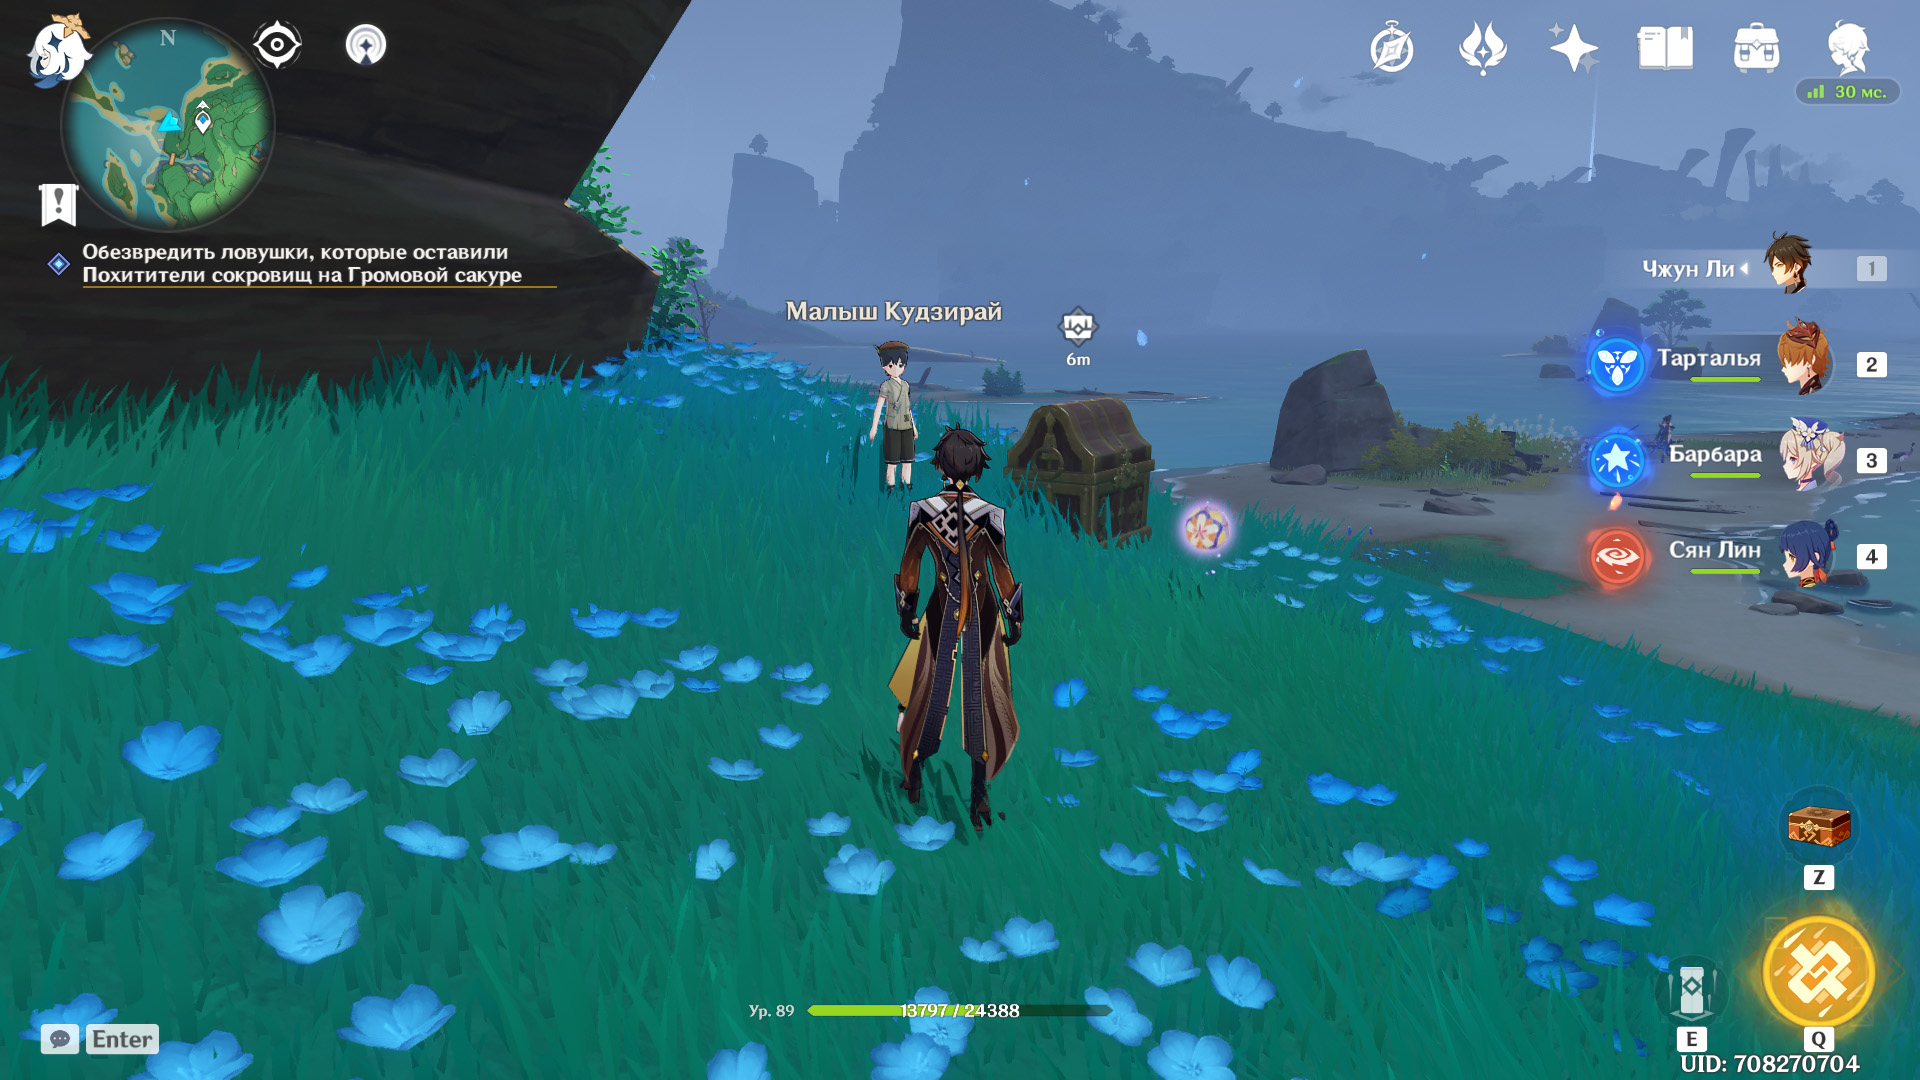 N
30 мс.
Обезвредить ловушки, которые оставили
Похитители сокровищ на Громовой сакуре
Чжун Ли
1
Малыш Кудзирай
6m
Тарталья
2
Барбара
3
Сян Лин
4
Z
Ур. 89
13797 / 24388
Enter
E
Q
UID: 708270704